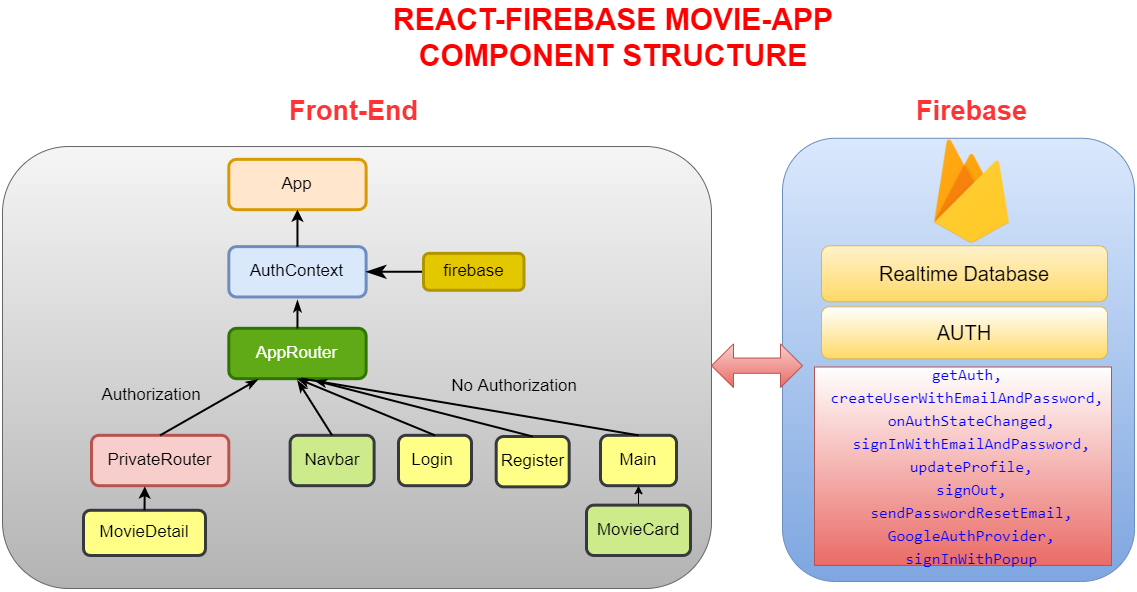 REACT-FIREBASE MOVIE-APP
COMPONENT STRUCTURE
Front-End
Firebase
App
AuthContext
firebase
AppRouter
Authorization
No Authorization
PrivateRouter
Navbar
Login
Register
Main
MovieDetail
MovieCard
Realtime Database
AUTH
getAuth,
createUserWithEmailAndPassword,
onAuthStateChanged,
signInWithEmailAndPassword,
updateProfile,
signOut,
sendPasswordResetEmail,
GoogleAuthProvider,
signInWithPopup